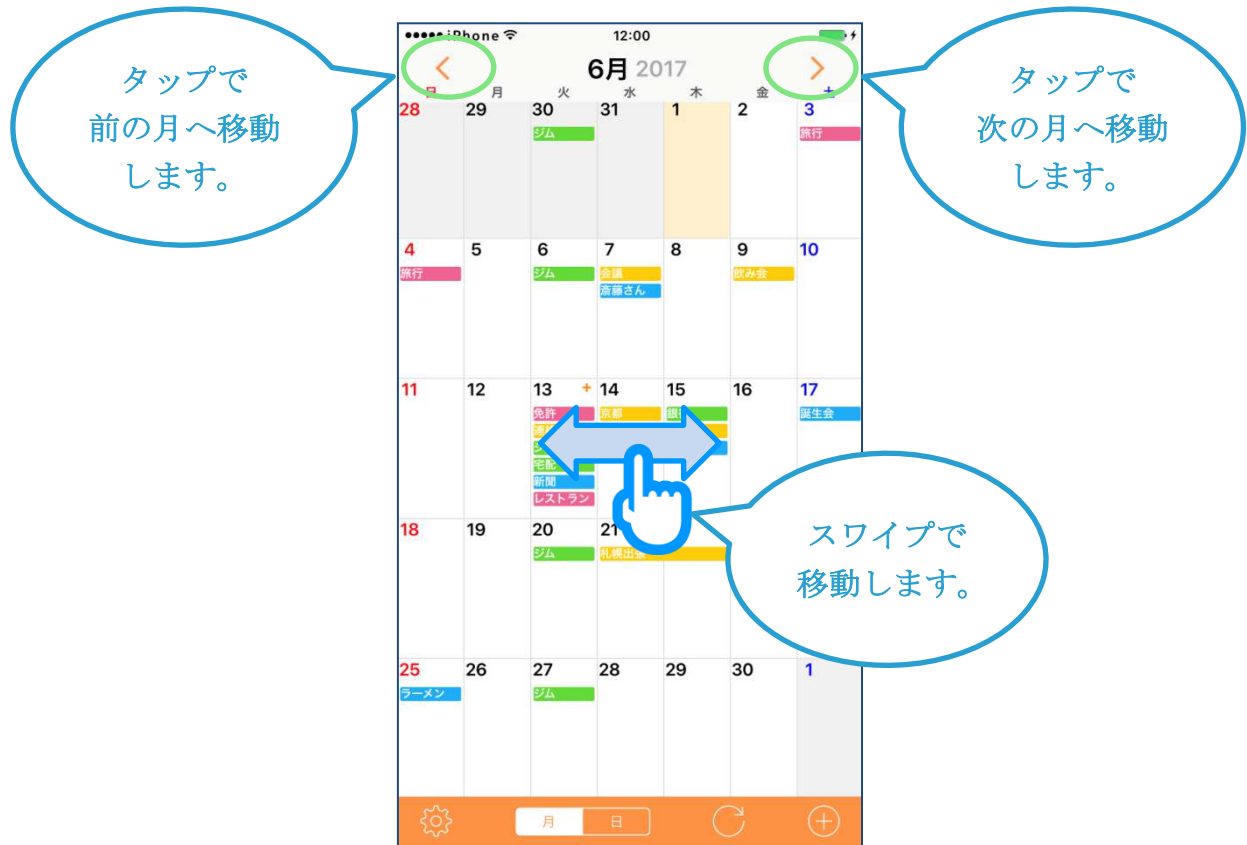 ●●●●● iPhone 12:00
タップで
前の月へ移動
します。
6月 2017
タップで
次の月へ移動
します。
日 月 火 水 木 金 土
28 29 30 31 1 2 3
ジム 旅行
4 5 6 7 8 9 10
旅行 ジム 会議 飲み会
斎藤さん
11 12 13 + 14 15 16 17
免許 京都 誕生会
宅配
新聞
レストラン
スワイプで
移動します。
18 19 20 21
ジム 札幌出張
25 26 27 28 29 30 1
ラーメン ジム
月 日